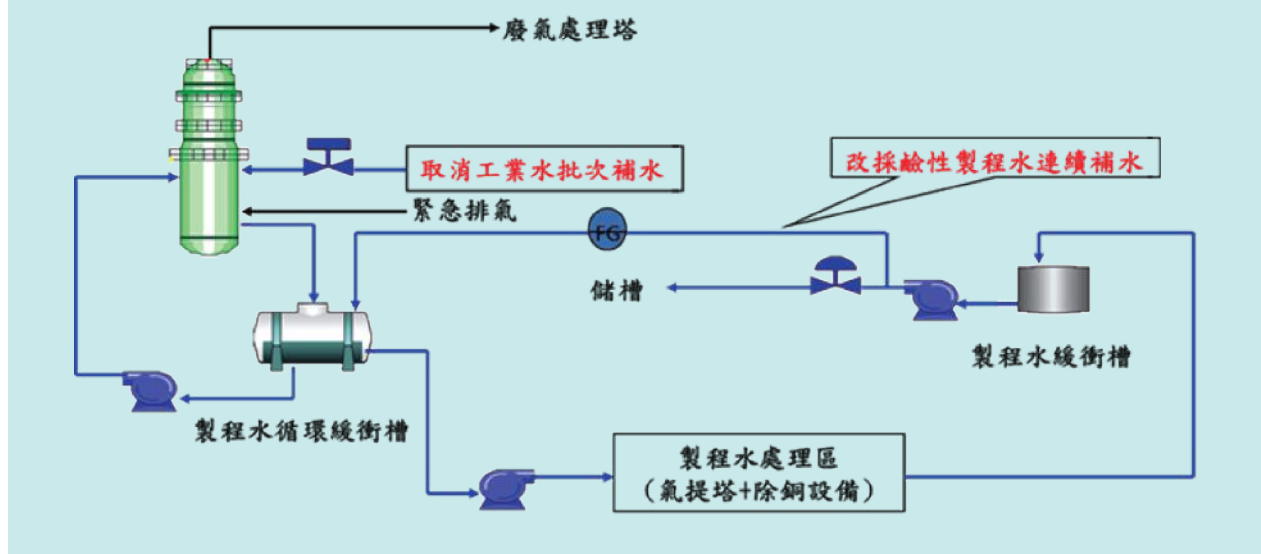 廢氣處理塔
取消工業水批次補水
改採鹼性製程水連續補水
緊急排氣
FG
儲槽
製程水緩衝槽
製程水循環緩衝槽
製程水處理區
(氣提塔+除銅設備)